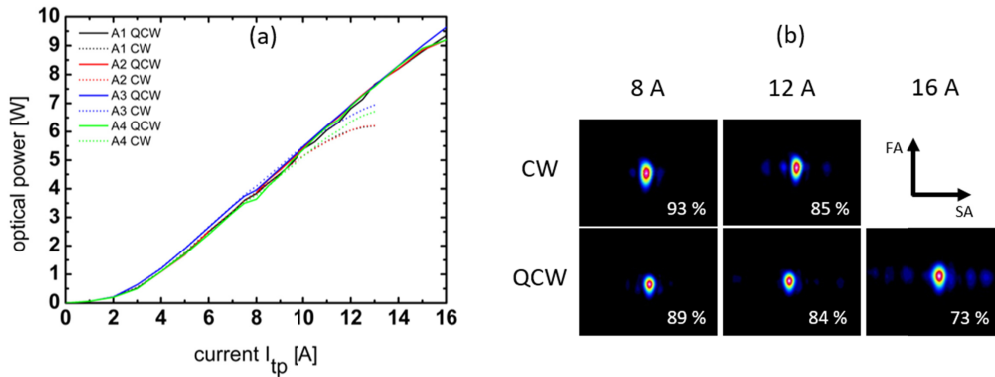 (a)
10
9
8
7
6
5
4
3
2
1
0
optical power [W]
A1 QCW
A1 CW
A2 QCW
A2 CW
A3 QCW
A3 CW
A4 QCW
A4 CW
0 2 4 6 8 10 12 14 16
current Itp [A]
(b)
8 A 12 A 16 A
CW
93 % 85 %
FA
SA
QCW
89 % 84 % 73 %